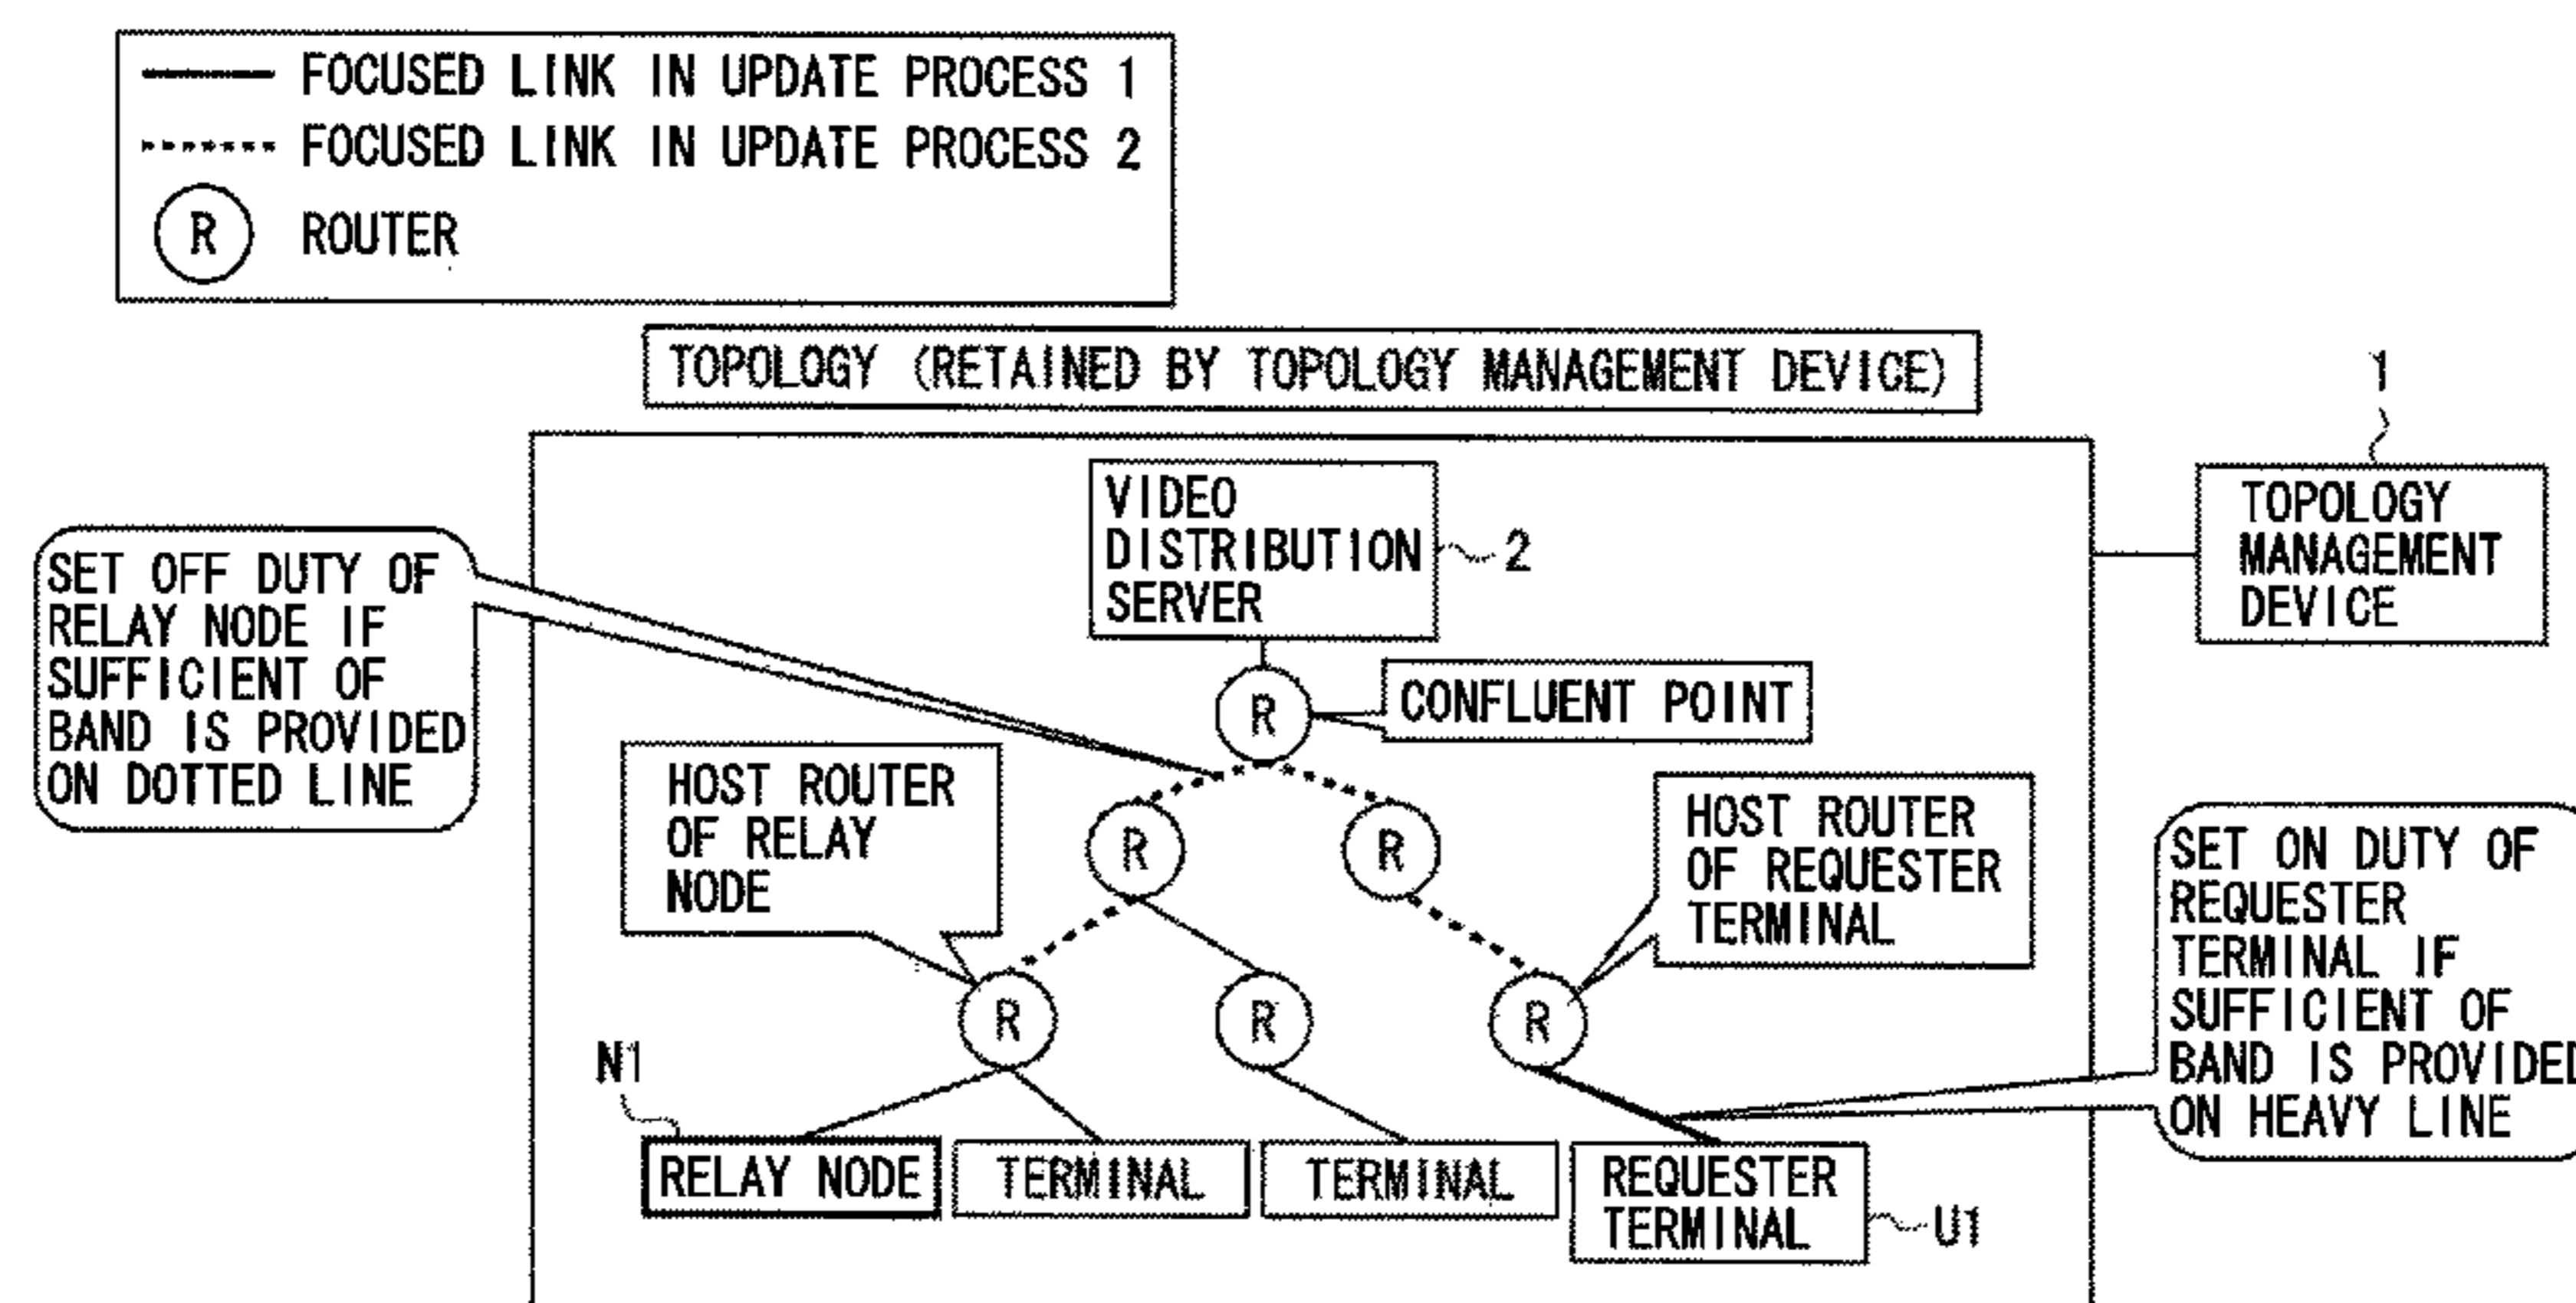 FOCUSED LINK IN UPDATE PROCESS 1
FOCUSED LINK IN UPDATE PROCESS 2
R ROUTER
TOPOLOGY (RETAINED BY TOPOLOGY MANAGEMENT DEVICE)
1
TOPOLOGY
MANAGEMENT
DEVICE
VIDEO
DISTRIBUTION
SERVER
2
SET OFF DUTY OF
RELAY NODE IF
SUFFICIENT OF
BAND IS PROVIDED
ON DOTTED LINE
R
CONFLUENT POINT
HOST ROUTER
OF RELAY
NODE
R
R
HOST ROUTER
OF REQUESTER
TERMINAL
SET ON DUTY OF
REQUESTER
TERMINAL IF
SUFFICIENT OF
BAND IS PROVIDED
ON HEAVY LINE
R
R
R
N1
RELAY NODE
TERMINAL
TERMINAL
REQUESTER
TERMINAL
U1